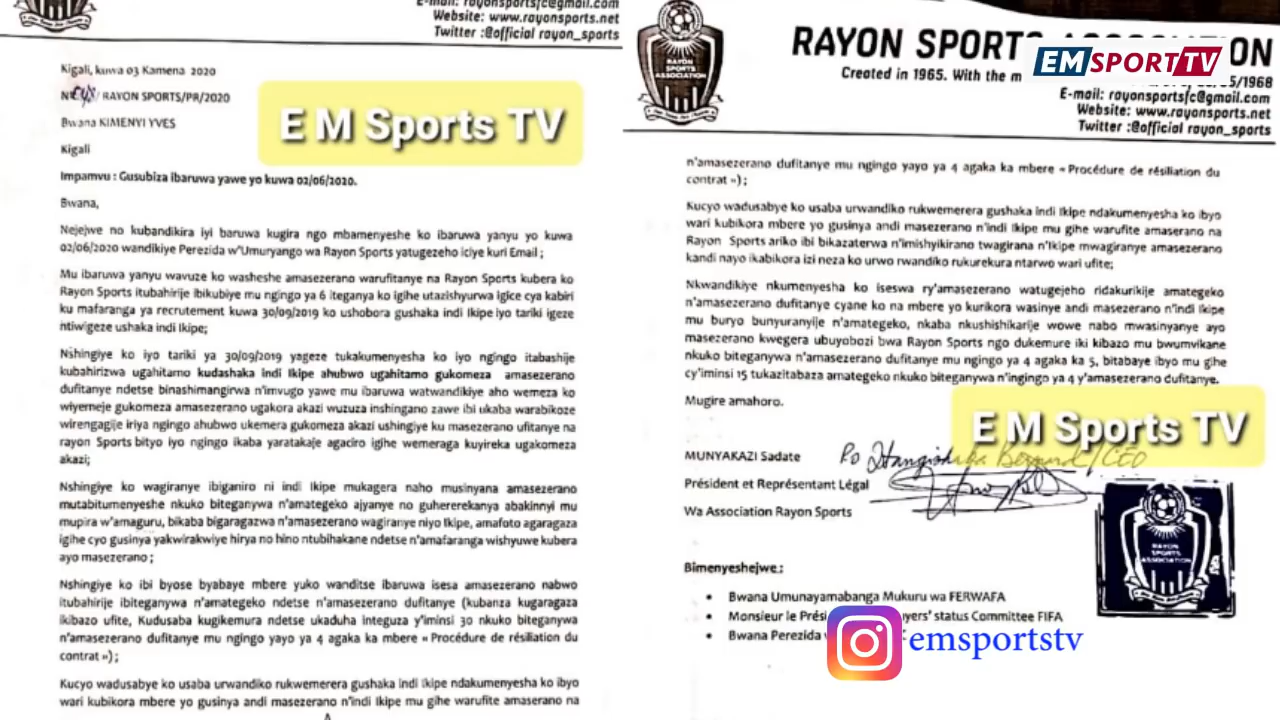 E-mail: rayonsportsfc@gmail.com
Website: www.rayonsports.net
Twitter :@official rayon_sports
Kigali, kuwa 03 Kamena 2020
/ RAYON SPORTS/PR/2020
Bwana KIMENYI YVES
Kigali
Impamvu : Gusubiza ibaruwa yawe yo kuwa 02/06/2020.
Bwana,
Nejejwe no kubandikira iyi baruwa kugira ngo mbamenyeshe ko ibaruwa yanyu yo kuwa
02/06/2020 wandikiye Perezida w'Umuryango wa Rayon Sports yatugezeho iciye kuri Email ;
Mu ibaruwa yanyu wavuze ko washeshe amasezerano warufitanye na Rayon Sports kubera ko
Rayon Sports itubahirije ibikubiye mu ngingo ya 6 iteganya ko igihe utazishyurwa igice cya kabiri
ku mafaranga ya recrutement kuwa 30/09/2019 ko ushobora gushaka indi Ikipe iyo tariki igeze
ntiwigeze ushaka indi Ikipe;
Nshingiye ko iyo tariki ya 30/09/2019 yageze tukakumenyesha ko iyo ngingo itabashije
kubahirizwa ugahitamo kudashaka indi Ikipe ahubwo ugahitamo gukomeza amasezerano
dufitanye ndetse binashimangirwa n'imvugo yawe mu ibaruwa watwandikiye aho wemeza ko
wiyemeje gukomeza amasezerano ugakora akazi wuzuza inshingano zawe ibi ukaba warabikoze
wirengagije iriya ngingo ahubwo ukemera gukomeza akazi ushingiye ku masezerano ufitanye na
rayon Sports bityo iyo ngingo ikaba yaratakaje agaciro igihe wemeraga kuyireka ugakomeza
akazi;
Nshingiye ko wagiranye ibiganiro ni indi Ikipe mukagera naho musinyana amasezerano
mutabitumenyeshe nkuko biteganywa n'amategeko ajyanye no guhererekanya abakinnyi mu
mupira w'amaguru, bikaba bigaragazwa n'amasezerano wagiranye niyo Ikipe, amafoto agaragaza
igihe cyo gusinya yakwirakwiye hirya no hino ntubihakane ndetse n'amafaranga wishyuwe kubera
ayo masezerano ;
Nshingiye ko ibi byose byabaye mbere yuko wanditse ibaruwa isesa amasezerano nabwo
itubahirije ibiteganywa n'amategeko ndetse n'amasezerano dufitanye (kubanza kugaragaza
ikibazo ufite, Kudusaba kugikemura ndetse ukaduha integuza y'iminsi 30 nkuko biteganywa
n'amasezerano dufitanye mu ngingo yayo ya 4 agaka ka mbere « Procédure de résiliation du
contrat ») ;
Kucyo wadusabye ko usaba urwandiko rukwemerera gushaka indi Ikipe ndakumenyesha ko ibyo
wari kubikora mbere yo gusinya andi masezerano n'indi Ikipe mu gihe warufite amaserano na
E M Sports TV
RAYON SPORTS
Created in 1965. With the
/1968
E-mail: rayonsportsfc@gmail.com
Website: www.rayonsports.net
Twitter :@official rayon_sports
EMSPORTTV
n'amasezerano dufitanye mu ngingo yayo ya 4 agaka ka mbere « Procédure de résiliation du
contrat ») ;
Kucyo wadusabye ko usaba urwandiko rukwemerera gushaka indi Ikipe ndakumenyesha ko ibyo
wari kubikora mbere yo gusinya andi masezerano n'indi Ikipe mu gihe warufite amaserano na
Rayon Sports ariko ibi bikazaterwa n'imishyikirano twagirana n'Ikipe mwagiranye amasezerano
kandi nayo ikabikora izi neza ko urwo rwandiko rukurekura ntarwo wari ufite;
Nkwandikiye nkumenyesha ko iseswa ry'amasezerano watugejeho ridakurikije amategeko
n'amasezerano dufitanye cyane ko na mbere yo kurikora wasinye andi masezerano n'indi Ikipe
mu buryo bunyuranyije n'amategeko, nkaba nkushishikarije wowe nabo mwasinyanye ayo
masezerano kwegera ubuyobozi bwa Rayon Sports ngo dukemure iki kibazo mu bwumvikane
nkuko biteganywa n'amasezerano dufitanye mu ngingo ya 4 agaka ka 5, bitabaye ibyo mu gihe
cy'iminsi 15 tukazitabaza amategeko nkuko biteganywa n'ingingo ya 4 y'amasezerano dufitanye.
Mugire amahoro.
E M Sports TV
MUNYAKAZI Sadate
Président et Représentant Légal
Wa Association Rayon Sports
RAYON
SPORTS
ASSOCIATION
Bimenyeshejwe :
• Bwana Umunayamabanga Mukuru wa FERWAFA
• Monsieur le Prési yers' status Committee FIFA
• Bwana Perezida
emsportstv